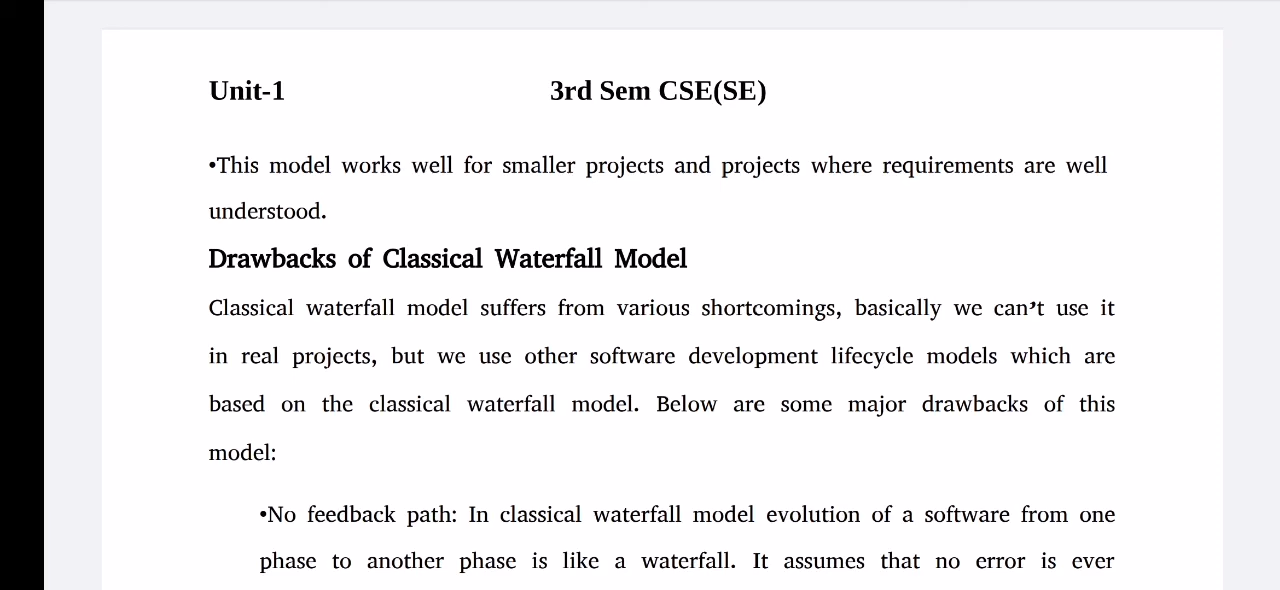 Unit-1 3rd Sem CSE(SE)
•This model works well for smaller projects and projects where requirements are well
understood.
Drawbacks of Classical Waterfall Model
Classical waterfall model suffers from various shortcomings, basically we can’t use it
in real projects, but we use other software development lifecycle models which are
based on the classical waterfall model. Below are some major drawbacks of this
model:
•No feedback path: In classical waterfall model evolution of a software from one
phase to another phase is like a waterfall. It assumes that no error is ever